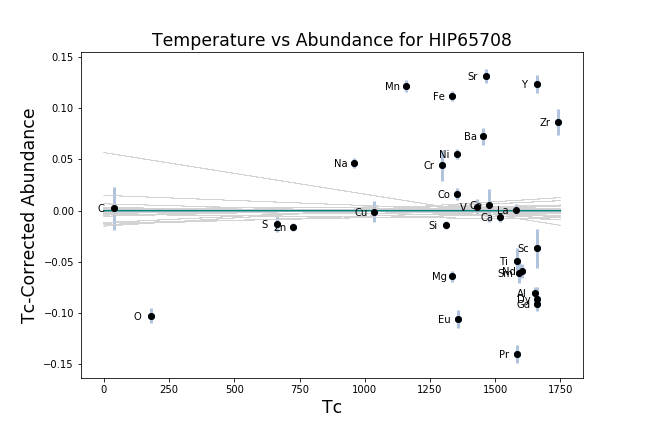 Temperature vs Abundance for HIP65708
Tc-Corrected Abundance
0.15
0.10
0.05
0.00
−0.05
−0.10
−0.15
Sr
Mn
Y
Fe
Zr
Ba
Ni
Na
Cr
Co
C
V
Cu
La
Ca
S
Zn
Si
Sc
Ti
Nd
Sm
Mg
Al
Dy
Gd
O
Eu
Pr
0
250
500
750
1000
1250
1500
1750
Tc